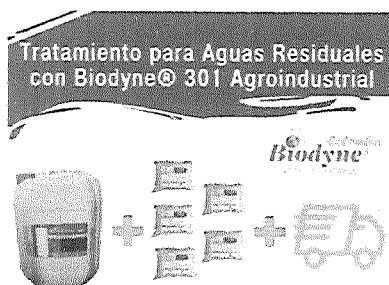 Tratamiento para Aguas Residuales
con Biodyne® 301 Agroindustrial
Biodyne